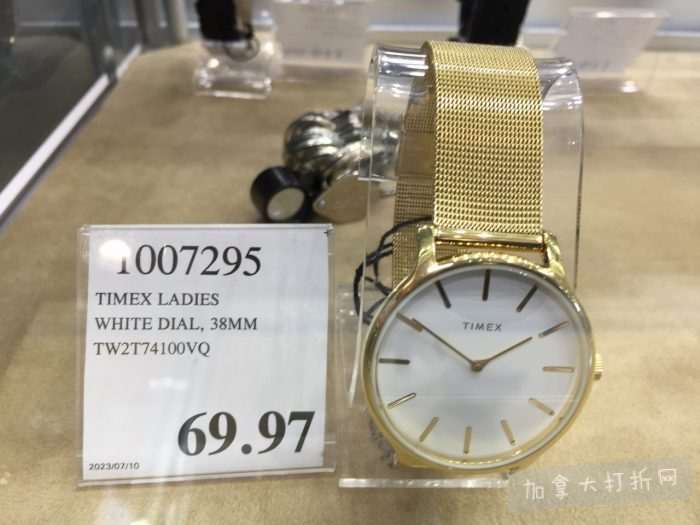 1007295
TIMEX LADIES
WHITE DIAL, 38MM
TW2T74100VQ
69.97
2023/07/10
TIMEX
加拿大打折网